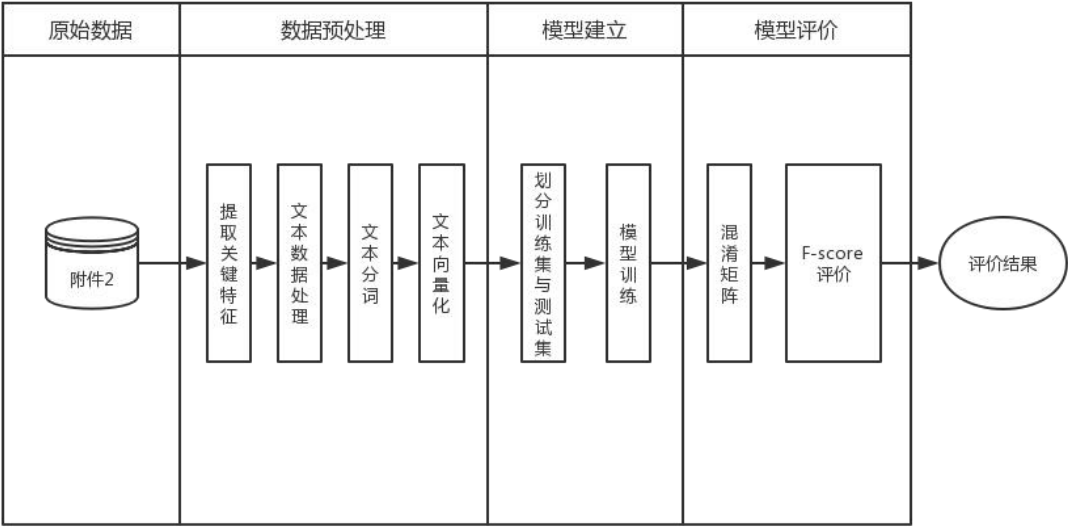 原始数据
数据预处理
模型建立
模型评价
附件2
提取关键特征
文本数据处理
文本分词
文本向量化
划分训练集与测试集
模型训练
混淆矩阵
F-score
评价
评价结果